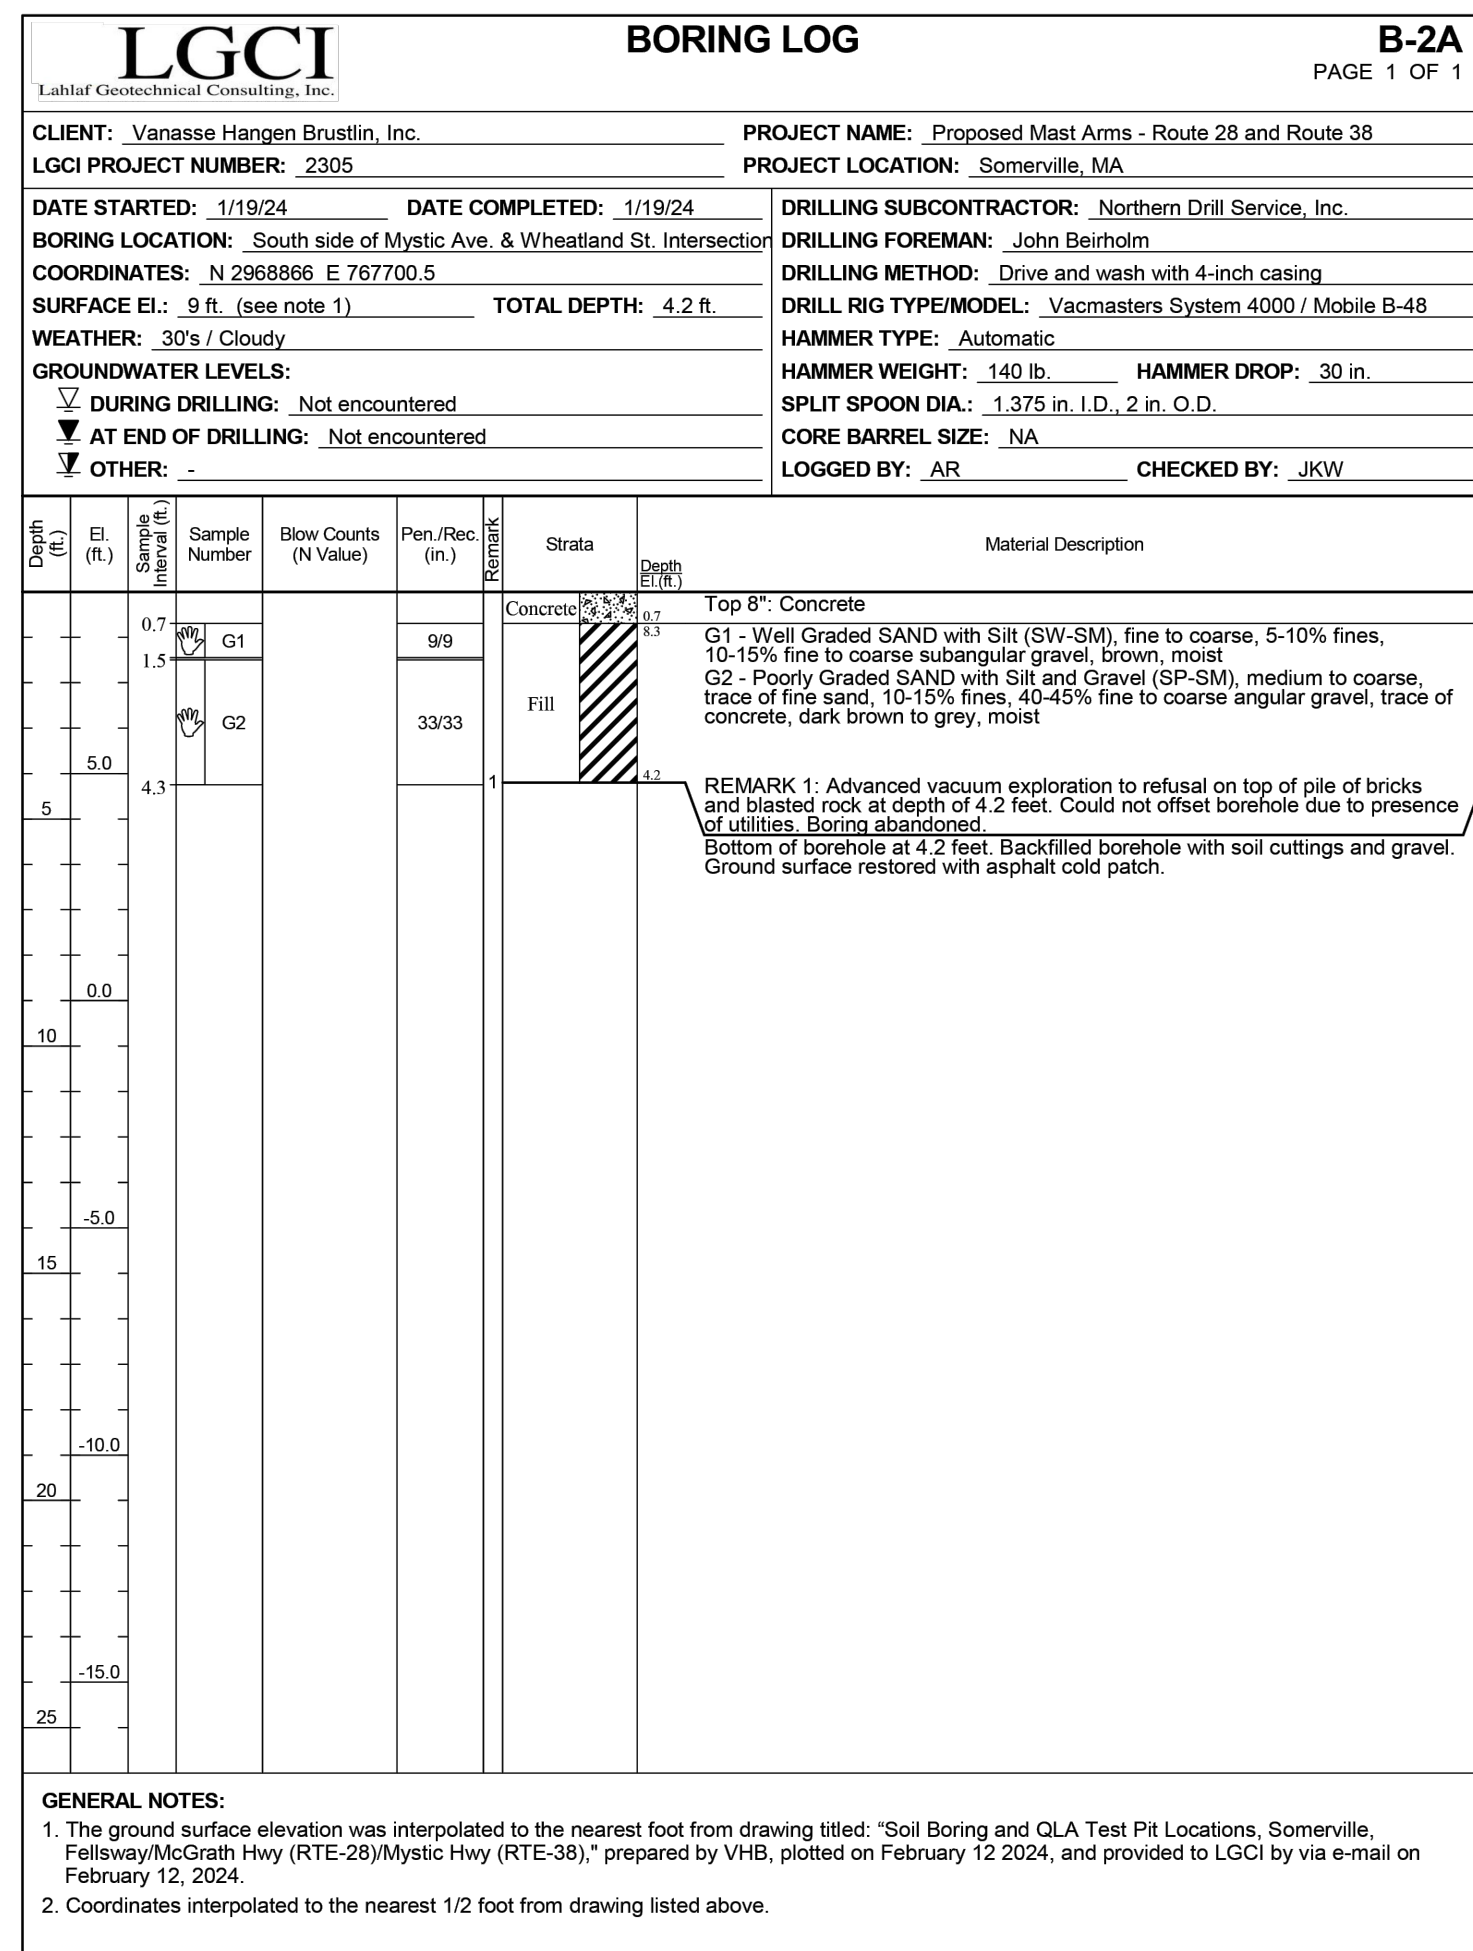 LGCI
Lahlaf Geotechnical Consulting, Inc.
BORING LOG
B-2A
PAGE 1 OF 1
CLIENT: Vanasse Hangen Brustlin, Inc.
PROJECT NAME: Proposed Mast Arms - Route 28 and Route 38
LGCI PROJECT NUMBER: 2305
PROJECT LOCATION: Somerville, MA
DATE STARTED: 1/19/24 DATE COMPLETED: 1/19/24
BORING LOCATION: South side of Mystic Ave. & Wheatland St. Intersection
COORDINATES: N 2968866 E 767700.5
SURFACE El.: 9 ft. (see note 1) TOTAL DEPTH: 4.2 ft.
WEATHER: 30's / Cloudy
GROUNDWATER LEVELS:
DURING DRILLING: Not encountered
AT END OF DRILLING: Not encountered
OTHER: -
DRILLING SUBCONTRACTOR: Northern Drill Service, Inc.
DRILLING FOREMAN: John Beirholm
DRILLING METHOD: Drive and wash with 4-inch casing
DRILL RIG TYPE/MODEL: Vacmasters System 4000 / Mobile B-48
HAMMER TYPE: Automatic
HAMMER WEIGHT: 140 lb. HAMMER DROP: 30 in.
SPLIT SPOON DIA.: 1.375 in. I.D., 2 in. O.D.
CORE BARREL SIZE: NA
LOGGED BY: AR CHECKED BY: JKW
Depth
(ft.)
El.
(ft.)
Sample
Interval (ft.)
Sample
Number
Blow Counts
(N Value)
Pen./Rec.
(in.)
Remark
Strata
Depth
El.(ft.)
Material Description
Concrete
0.7
Top 8": Concrete
0.7
G1
9/9
8.3
G1 - Well Graded SAND with Silt (SW-SM), fine to coarse, 5-10% fines,
10-15% fine to coarse subangular gravel, brown, moist
1.5
G2
33/33
Fill
G2 - Poorly Graded SAND with Silt and Gravel (SP-SM), medium to coarse,
trace of fine sand, 10-15% fines, 40-45% fine to coarse angular gravel, trace of
concrete, dark brown to grey, moist
5.0
4.3
1
4.2
REMARK 1: Advanced vacuum exploration to refusal on top of pile of bricks
and blasted rock at depth of 4.2 feet. Could not offset borehole due to presence
of utilities. Boring abandoned.
5
Bottom of borehole at 4.2 feet. Backfilled borehole with soil cuttings and gravel.
Ground surface restored with asphalt cold patch.
0.0
10
-5.0
15
-10.0
20
-15.0
25
GENERAL NOTES:
1. The ground surface elevation was interpolated to the nearest foot from drawing titled: “Soil Boring and QLA Test Pit Locations, Somerville,
Fellsway/McGrath Hwy (RTE-28)/Mystic Hwy (RTE-38)," prepared by VHB, plotted on February 12 2024, and provided to LGCI by via e-mail on
February 12, 2024.
2. Coordinates interpolated to the nearest 1/2 foot from drawing listed above.